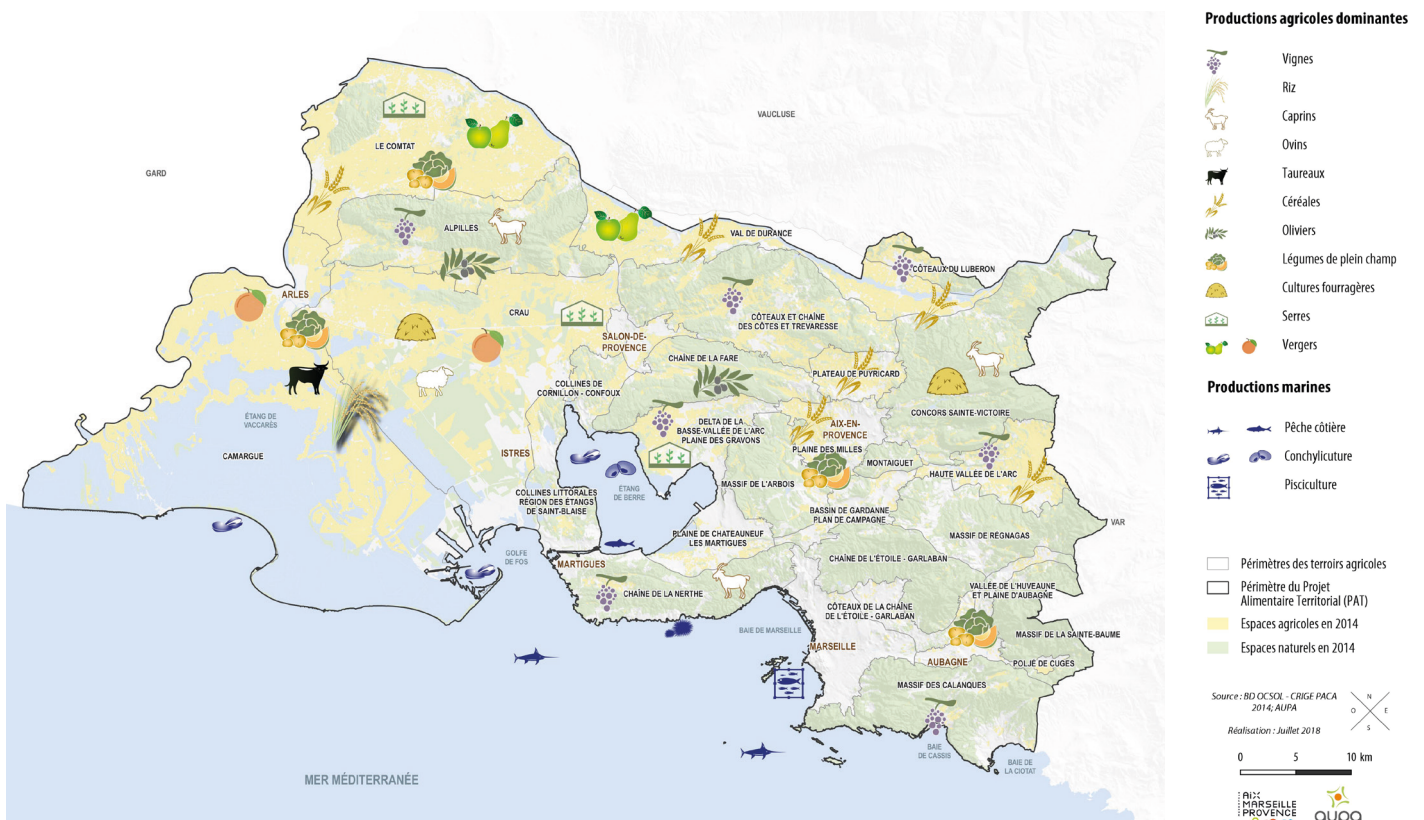 VAUCLUSE
GARD
LE COMTAT
ALPILLES
VAL DE DURANCE
CÔTEAUX DU LUBERON
ARLES
CRAU
CÔTEAUX ET CHAÎNE
DES CÔTES ET TREVARESSE
SALON-DE-
PROVENCE
CHAÎNE DE LA FARE
PLATEAU DE PUYRICARD
COLLINES DE
CORNILLON - CONFOUX
CONCORS SAINTE-VICTOIRE
ÉTANG DE
VACCARÈS
DELTA DE LA
BASSE-VALLÉE DE L'ARC
PLAINE DES GRAVONS
AIX-EN-
PROVENCE
PLAINE DES MILLES
CAMARGUE
ISTRES
MONTAIGUET
HAUTE VALLÉE DE L'ARC
MASSIF DE L'ARBOIS
ÉTANG
DE BERRE
COLLINES LITTORALES
RÉGION DES ÉTANGS
DE SAINT-BLAISE
BASSIN DE GARDANNE
PLAN DE CAMPAGNE
VAR
PLAINE DE CHATEAUNEUF
LES MARTIGUES
MASSIF DE RÉGNAGAS
GOLFE
DE FOS
MARTIGUES
CHAÎNE DE L'ÉTOILE - GARLABAN
CHAÎNE DE LA NERTHE
VALLÉE DE L'HUVEAUNE
ET PLAINE D'AUBAGNE
CÔTEAUX DE LA CHAÎNE
DE L'ÉTOILE - GARLABAN
BAIE DE MARSEILLE
MASSIF DE LA SAINTE-BAUME
MARSEILLE
AUBAGNE
POLJÉ DE CUGES
MASSIF DES CALANQUES
BAIE
DE CASSIS
BAIE DE
LA CIOTAT
MER MÉDITERRANÉE
Productions agricoles dominantes
Vignes
Riz
Caprins
Ovins
Taureaux
Céréales
Oliviers
Légumes de plein champ
Cultures fourragères
Serres
Vergers
Productions marines
Pêche côtière
Conchylicuture
Pisciculture
Périmètres des terroirs agricoles
Périmètre du Projet
Alimentaire Territorial (PAT)
Espaces agricoles en 2014
Espaces naturels en 2014
Source : BD OCSOL - CRIGE PACA
2014; AUPA
Réalisation : Juillet 2018
N
O E
S
0 5 10 km
AIX
MARSEILLE
PROVENCE
aupa